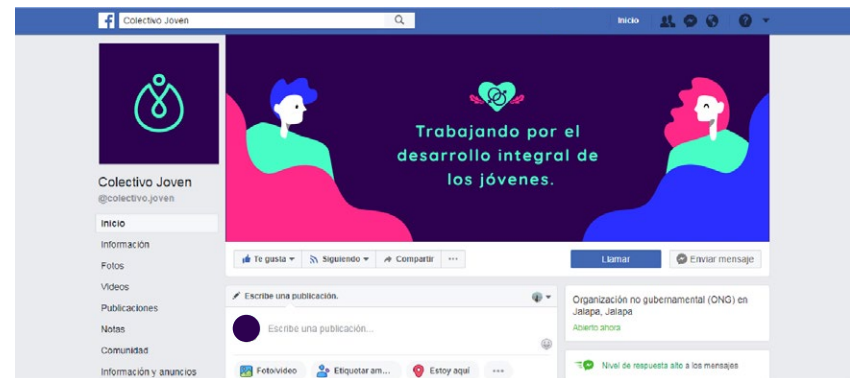 Colectivo Joven
Inicio
Trabajando por el
desarrollo integral de
los jóvenes.
Colectivo Joven
@colectivo.joven
Inicio
Información
Fotos
Videos
Publicaciones
Notas
Comunidad
Información y anuncios
Te gusta Siguiendo Compartir ...
Llamar Enviar mensaje
Escribe una publicación.
Escribe una publicación...
Foto/video Etiquetar am... Estoy aquí ...
Organización no gubernamental (ONG) en
Jalapa, Jalapa
Abierto ahora
Nivel de respuesta alto a los mensajes